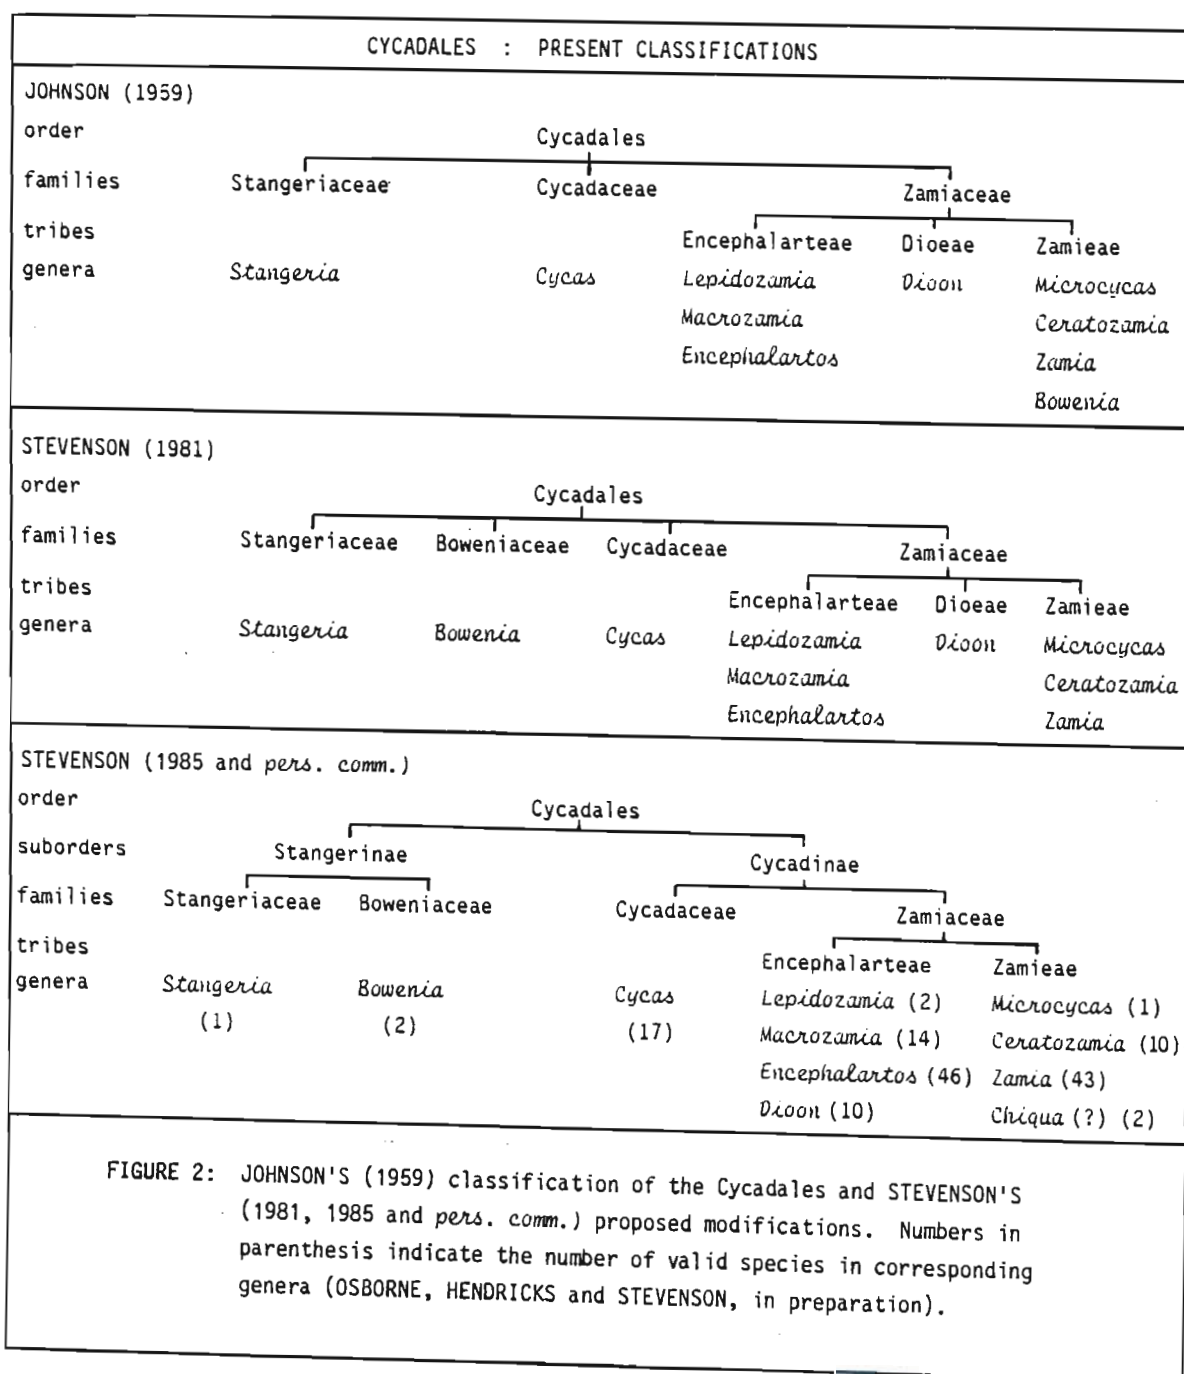 CYCADALES : PRESENT CLASSIFICATIONS
JOHNSON (1959)
order Cycadales
families Stangeriaceae Cycadaceae Zamiaceae
tribes Encephalarteae Dioeae Zamieae
genera Stangeria Cycas Lepidozamia Dioon Microcycas
Macrozamia Ceratozamia
Encephalartos Zamia
Bowenia
STEVENSON (1981)
order Cycadales
families Stangeriaceae Boweniaceae Cycadaceae Zamiaceae
tribes Encephalarteae Dioeae Zamieae
genera Stangeria Bowenia Cycas Lepidozamia Dioon Microcycas
Macrozamia Ceratozamia
Encephalartos Zamia
STEVENSON (1985 and pers. comm.)
order Cycadales
suborders Stangerinae Cycadinae
families Stangeriaceae Boweniaceae Cycadaceae Zamiaceae
tribes Encephalarteae Zamieae
genera Stangeria Bowenia Cycas Lepidozamia (2) Microcycas (1)
(1) (2) (17) Macrozamia (14) Ceratozamia (10)
Encephalartos (46) Zamia (43)
Dioon (10) Chiqua (?) (2)
FIGURE 2: JOHNSON'S (1959) classification of the Cycadales and STEVENSON'S
(1981, 1985 and pers. comm.) proposed modifications. Numbers in
parenthesis indicate the number of valid species in corresponding
genera (OSBORNE, HENDRICKS and STEVENSON, in preparation).